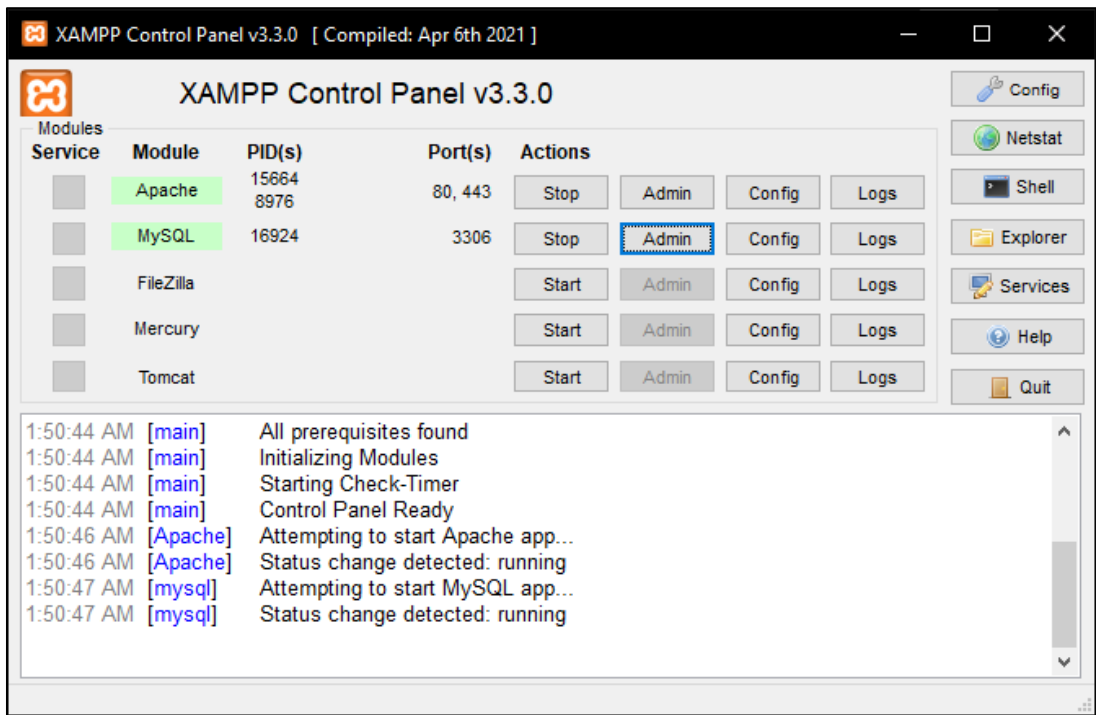 XAMPP Control Panel v3.3.0 [ Compiled: Apr 6th 2021 ]
XAMPP Control Panel v3.3.0
Config
Modules
Service Module PID(s) Port(s) Actions
Netstat
Apache 15664 8976 80, 443 Stop Admin Config Logs
Shell
MySQL 16924 3306 Stop Admin Config Logs
Explorer
FileZilla Start Admin Config Logs
Services
Mercury Start Admin Config Logs
Help
Tomcat Start Admin Config Logs
Quit
1:50:44 AM [main] All prerequisites found
1:50:44 AM [main] Initializing Modules
1:50:44 AM [main] Starting Check-Timer
1:50:44 AM [main] Control Panel Ready
1:50:46 AM [Apache] Attempting to start Apache app...
1:50:46 AM [Apache] Status change detected: running
1:50:47 AM [mysql] Attempting to start MySQL app...
1:50:47 AM [mysql] Status change detected: running